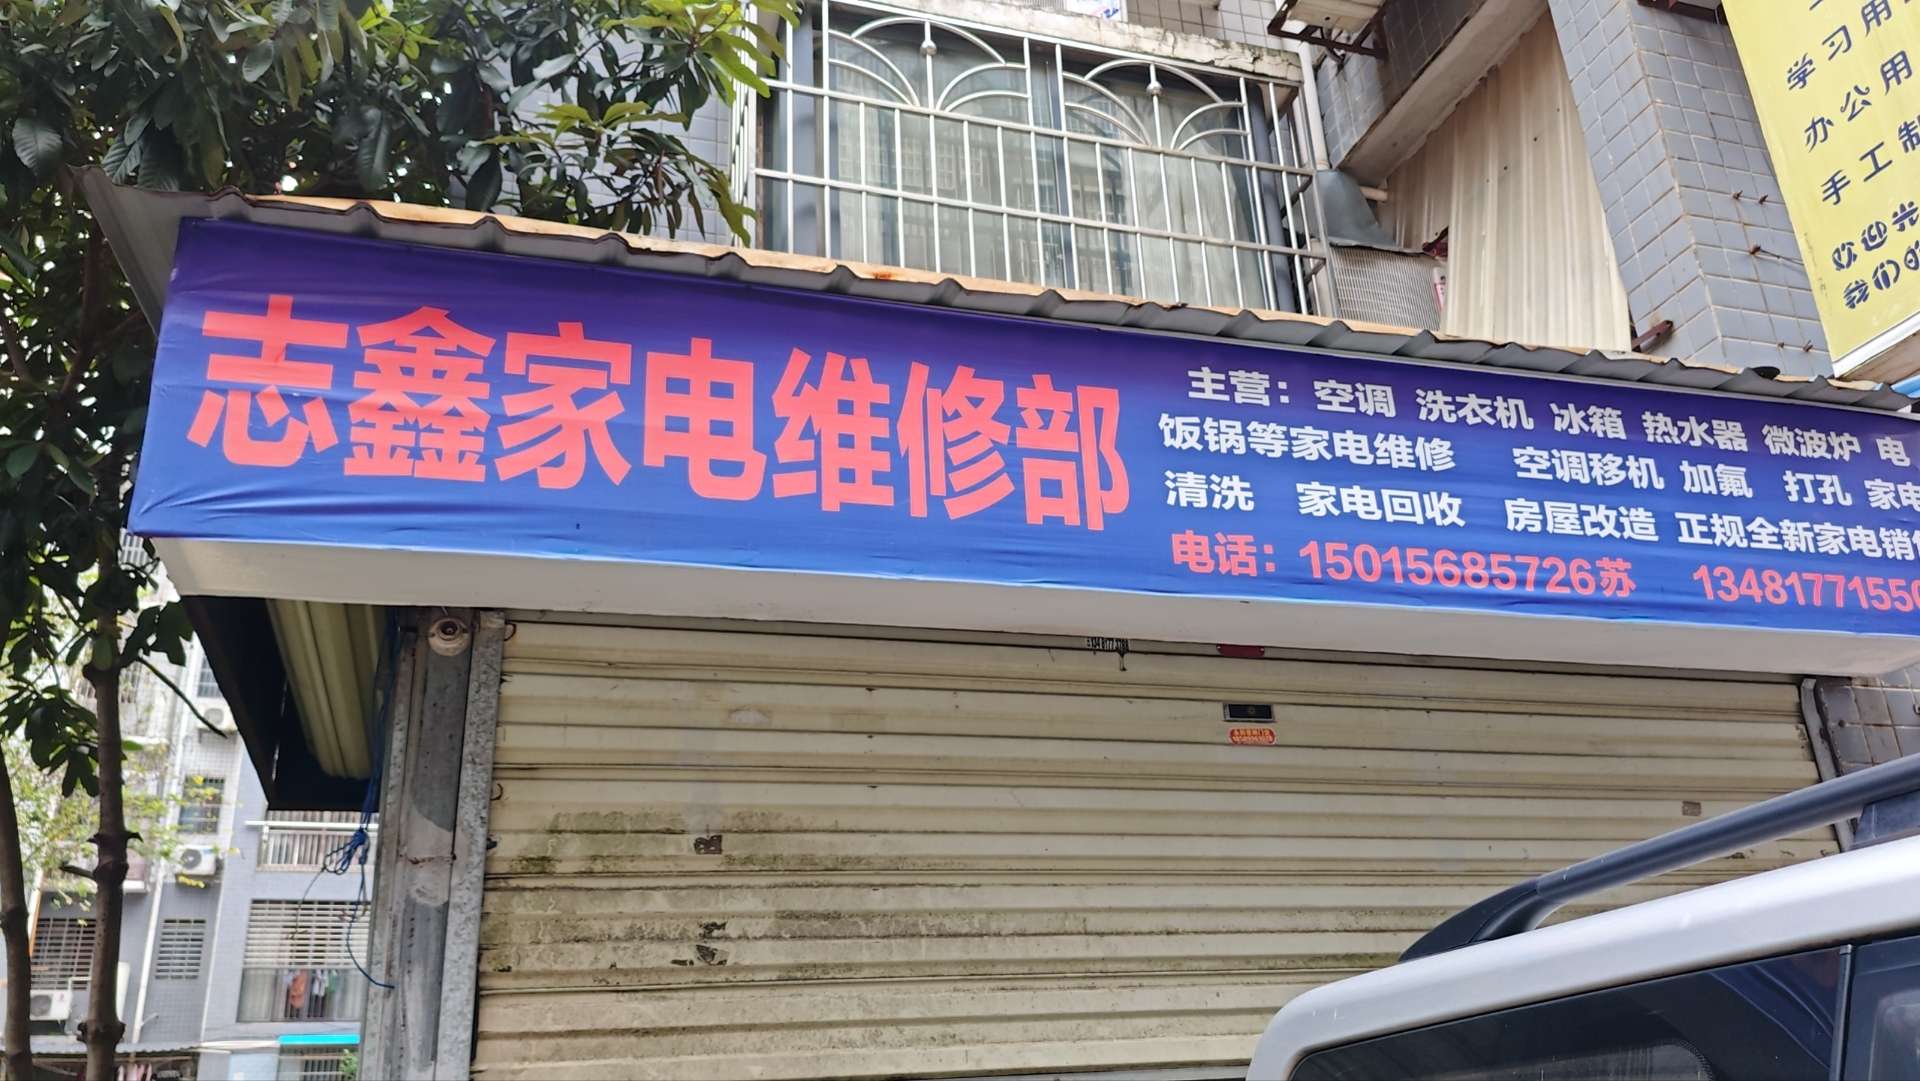 志鑫家电维修部
主营：空调 洗衣机 冰箱 热水器 微波炉 电
饭锅等家电维修 空调移机 加氟 打孔 家电
清洗 家电回收 房屋改造 正规全新家电销售
电话：15015685726苏 1348177155
学习用
办公用
手工制
欢迎光
我们的